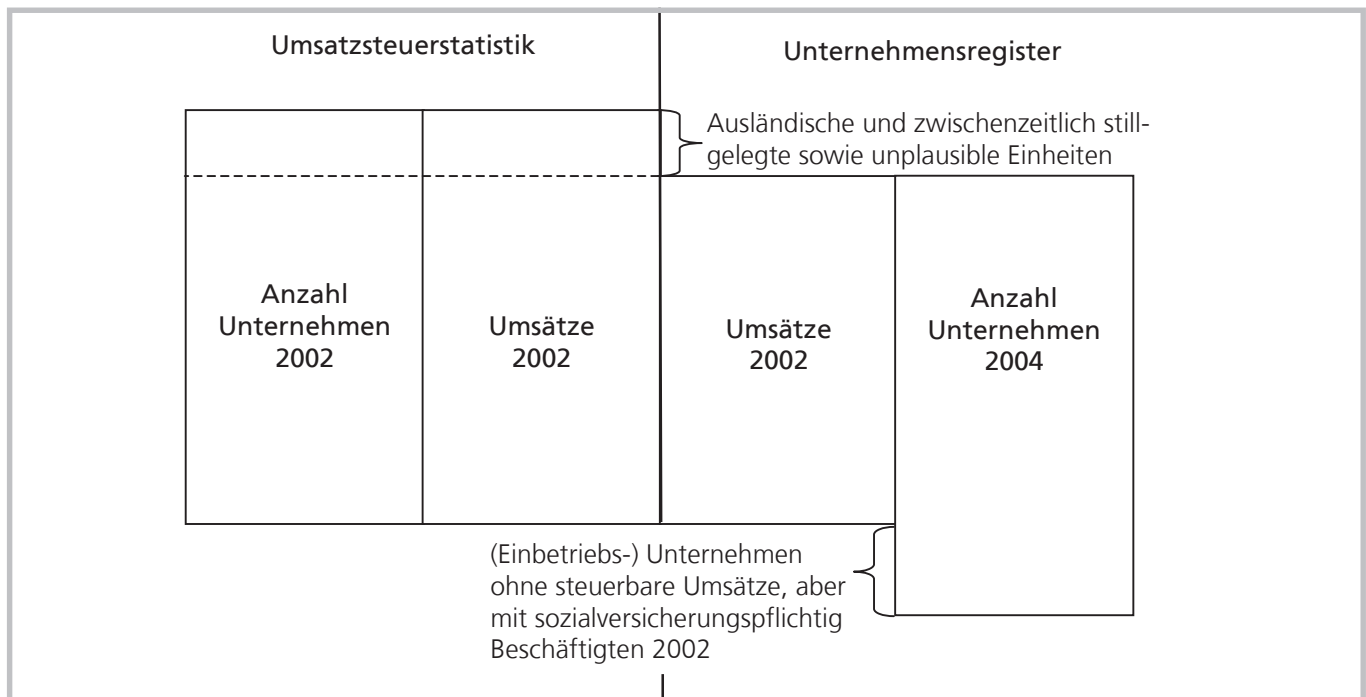 Umsatzsteuerstatistik
Unternehmensregister
Ausländische und zwischenzeitlich still-
gelegte sowie unplausible Einheiten
Anzahl
Unternehmen
2002
Umsätze
2002
Umsätze
2002
Anzahl
Unternehmen
2004
(Einbetriebs-) Unternehmen
ohne steuerbare Umsätze, aber
mit sozialversicherungspflichtig
Beschäftigten 2002